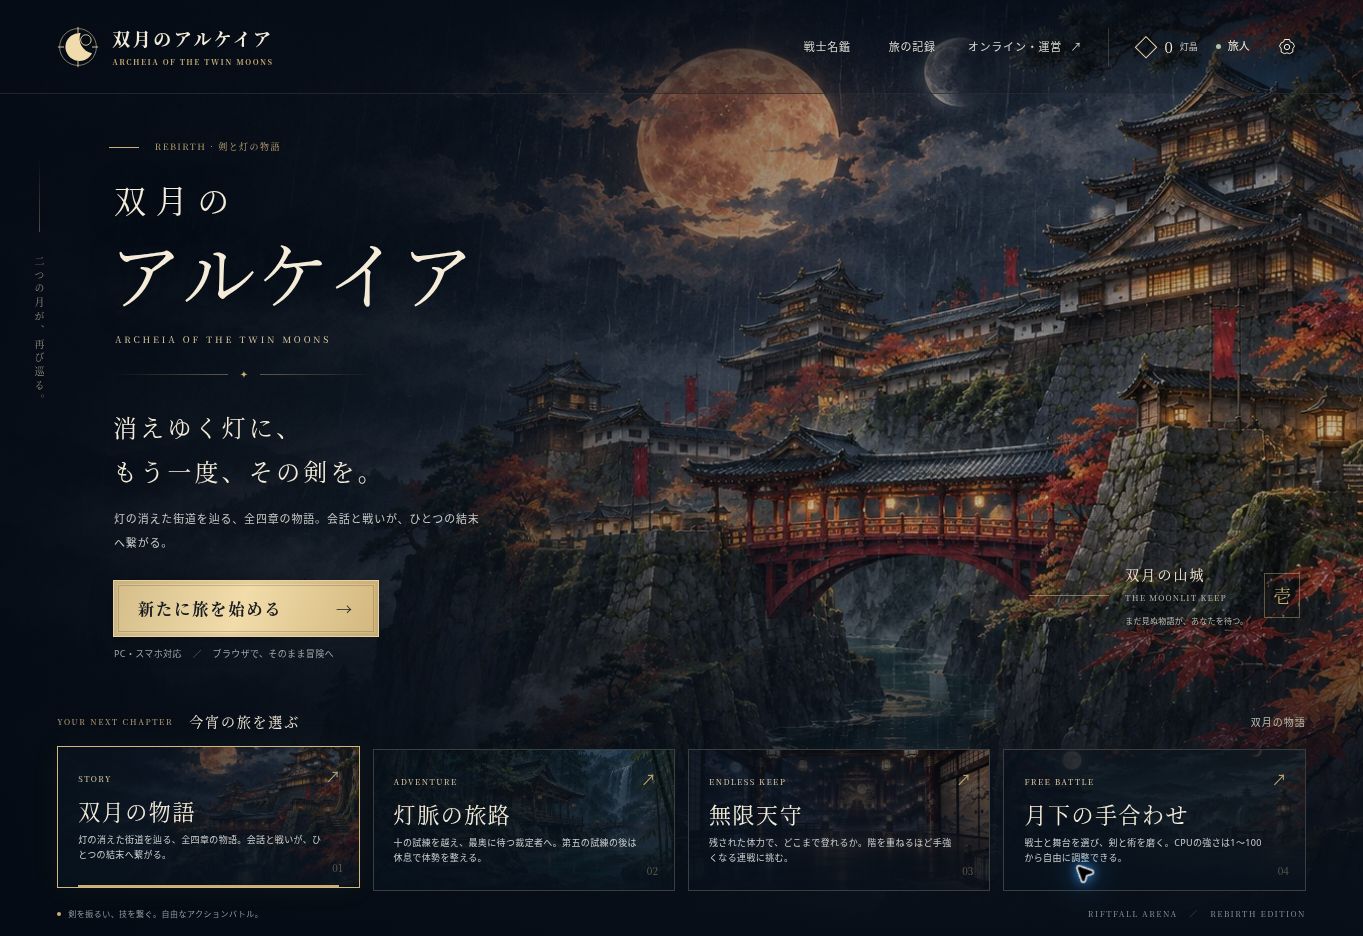 双月のアルケイア
ARCHEIA OF THE TWIN MOONS
戦士名鑑
旅の記録
オンライン・運営 ↗
0 灯晶
旅人
REBIRTH · 剣と灯の物語
双月の
アルケイア
ARCHEIA OF THE TWIN MOONS
二つの月が、再び巡る。
消えゆく灯に、
もう一度、その剣を。
灯の消えた街道を辿る、全四章の物語。会話と戦いが、ひとつの結末
へ繋がる。
新たに旅を始める →
PC・スマホ対応 ／ ブラウザで、そのまま冒険へ
双月の山城
THE MOONLIT KEEP
まだ見ぬ物語が、あなたを待つ。
壱
YOUR NEXT CHAPTER 今宵の旅を選ぶ
双月の物語
STORY ↗
双月の物語
灯の消えた街道を辿る、全四章の物語。会話と戦いが、ひ
とつの結末へ繋がる。
01
ADVENTURE ↗
灯脈の旅路
十の試練を越え、最奥に待つ裁定者へ。第五の試練の後は
休息で体勢を整える。
02
ENDLESS KEEP ↗
無限天守
残された体力で、どこまで登れるか。階を重ねるほど手強
くなる連戦に挑む。
03
FREE BATTLE ↗
月下の手合わせ
戦士と舞台を選び、剣と術を磨く。CPUの強さは1〜100
から自由に調整できる。
04
剣を振るい、技を繋ぐ。自由なアクションバトル。
RIFTFALL ARENA ／ REBIRTH EDITION